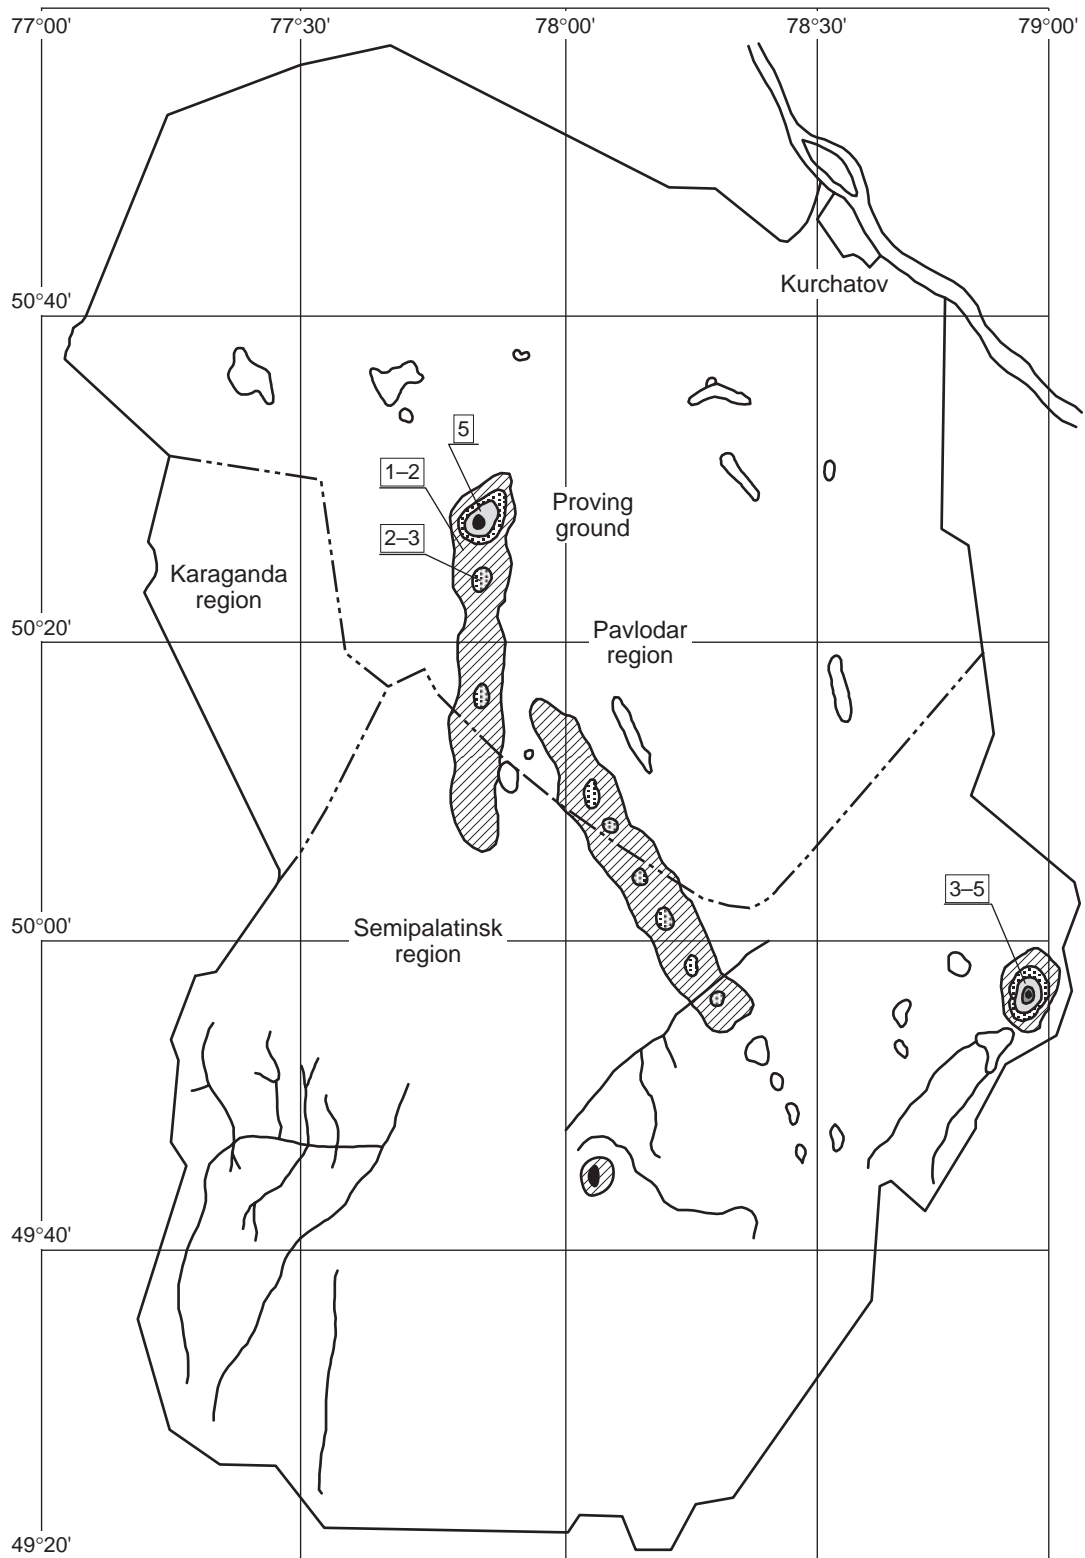 77°00'
77°30'
78°00'
78°30'
79°00'
Kurchatov
50°40'
5
1–2
Proving
ground
2–3
Karaganda
region
50°20'
Pavlodar
region
3–5
50°00'
Semipalatinsk
region
49°40'
49°20'